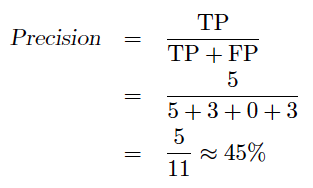 Precision = TP / TP + FP
= 5 / 5 + 3 + 0 + 3
= 5 / 11 ≈ 45%